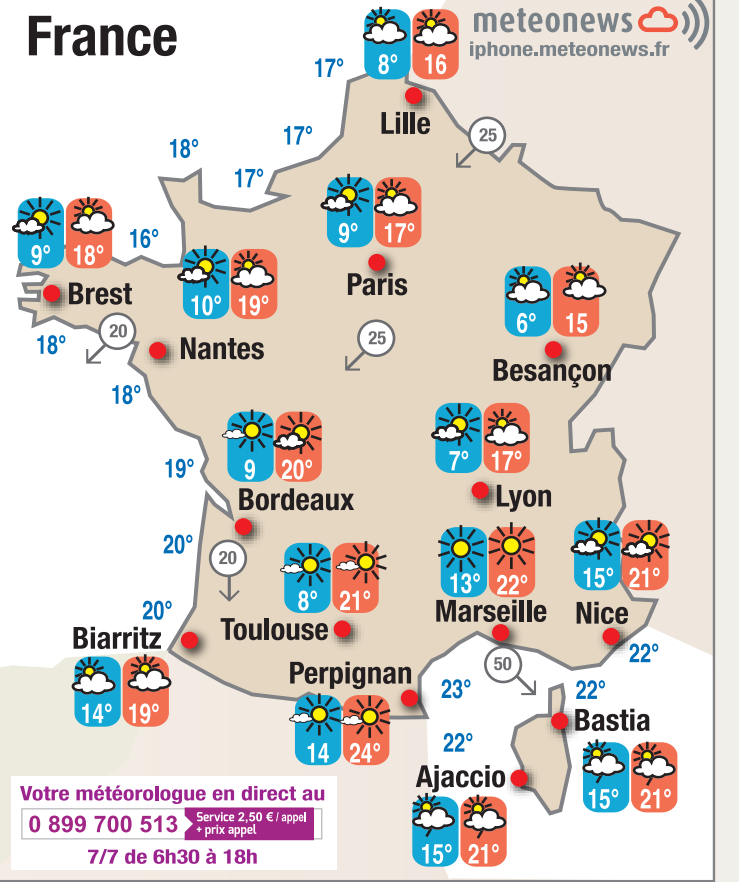 France
meteonews
iphone.meteonews.fr
8° 16
17°
Lille
25
17°
18°
17°
9° 17°
Paris
9° 18°
16°
10° 19°
Brest
6° 15
Besançon
18°
20
25
Nantes
18°
9 20°
7° 17°
19°
Bordeaux
Lyon
20°
20
8° 21°
13° 22°
15° 21°
20°
Toulouse
Marseille
Nice
Biarritz
22°
14° 19°
Perpignan
50
23°
22°
14 24°
Bastia
22°
Ajaccio
15° 21°
15° 21°
Votre météorologue en direct au
0 899 700 513
Service 2,50 € / appel
+ prix appel
7/7 de 6h30 à 18h